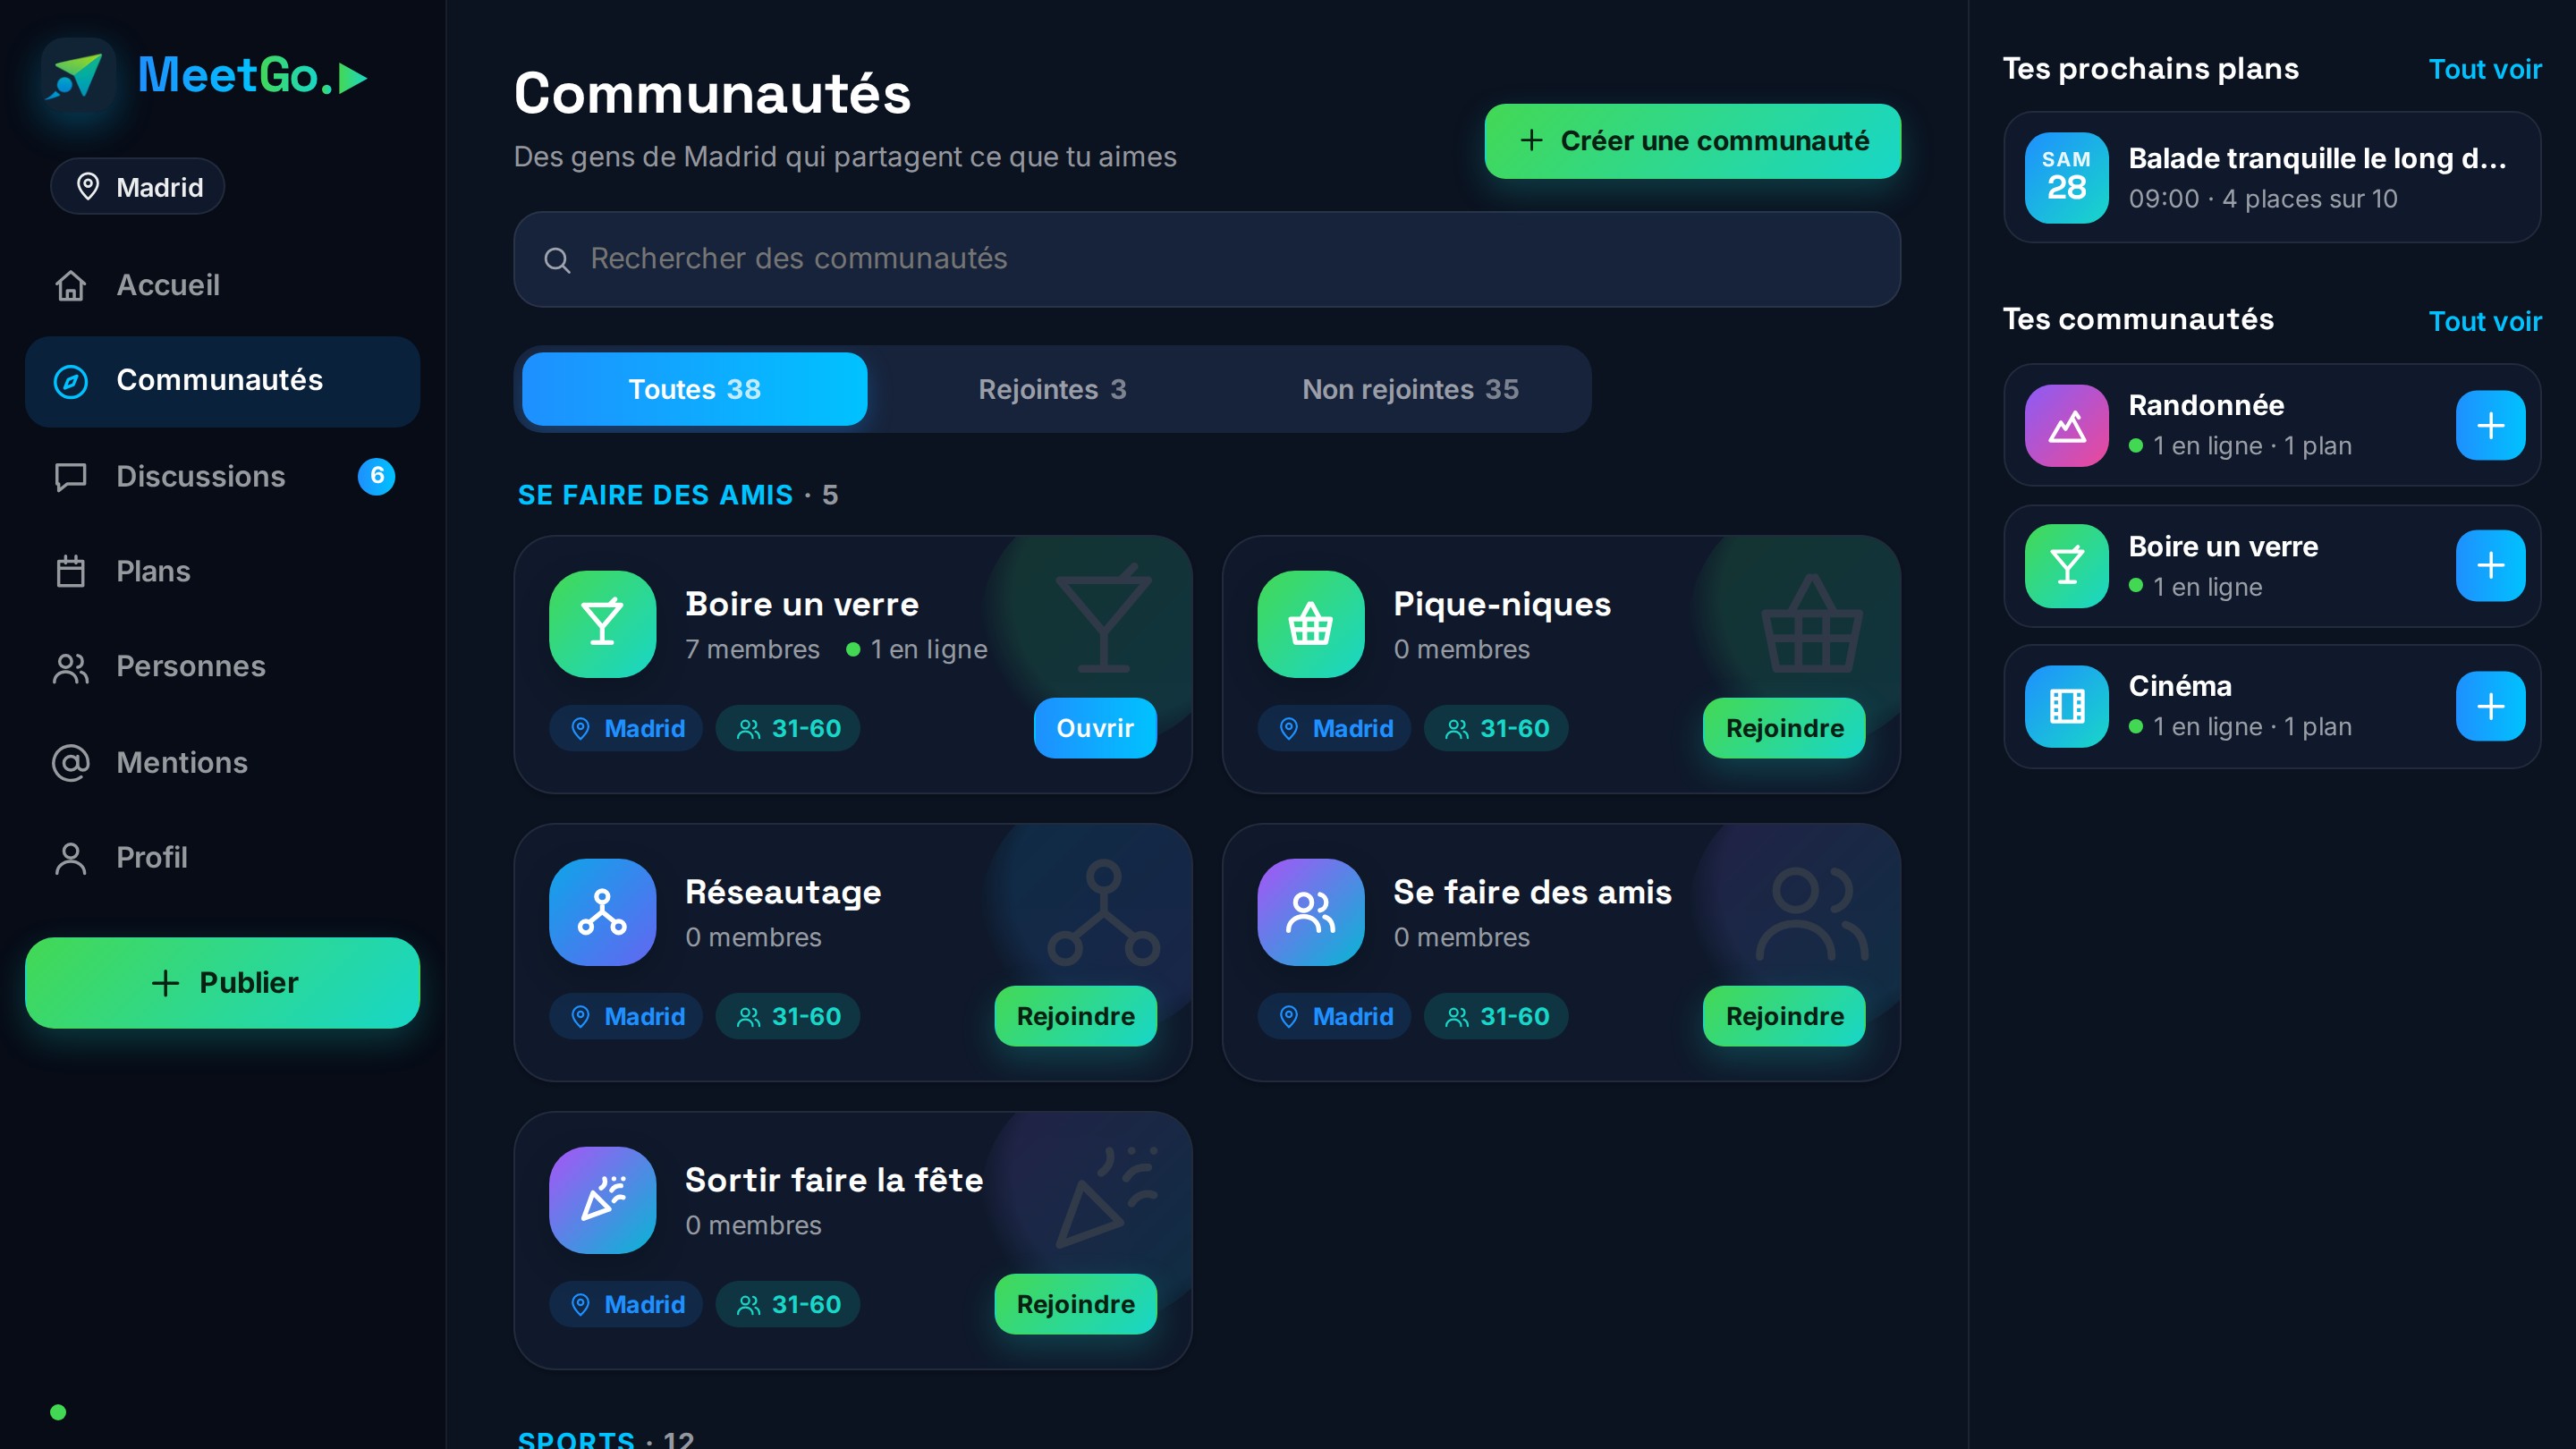 MeetGo.
Madrid
Accueil
Communautés
Discussions 6
Plans
Personnes
Mentions
Profil
+ Publier
Communautés
Des gens de Madrid qui partagent ce que tu aimes
+ Créer une communauté
Rechercher des communautés
Toutes 38
Rejointes 3
Non rejointes 35
SE FAIRE DES AMIS · 5
Boire un verre
7 membres 1 en ligne
Madrid 31-60 Ouvrir
Pique-niques
0 membres
Madrid 31-60 Rejoindre
Réseautage
0 membres
Madrid 31-60 Rejoindre
Se faire des amis
0 membres
Madrid 31-60 Rejoindre
Sortir faire la fête
0 membres
Madrid 31-60 Rejoindre
SPORTS · 12
Tes prochains plans Tout voir
SAM
28
Balade tranquille le long d...
09:00 · 4 places sur 10
Tes communautés Tout voir
Randonnée
1 en ligne · 1 plan
Boire un verre
1 en ligne
Cinéma
1 en ligne · 1 plan